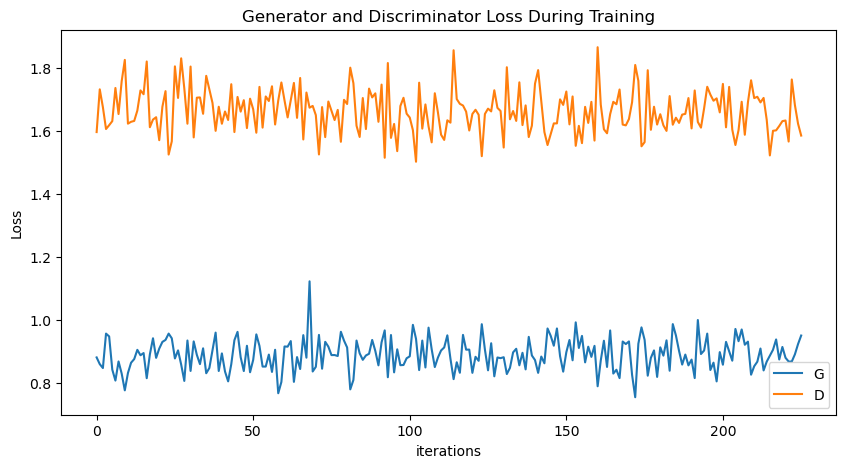 Generator and Discriminator Loss During Training
Loss
1.8
1.6
1.4
1.2
1.0
0.8
0
50
100
150
200
iterations
G
D